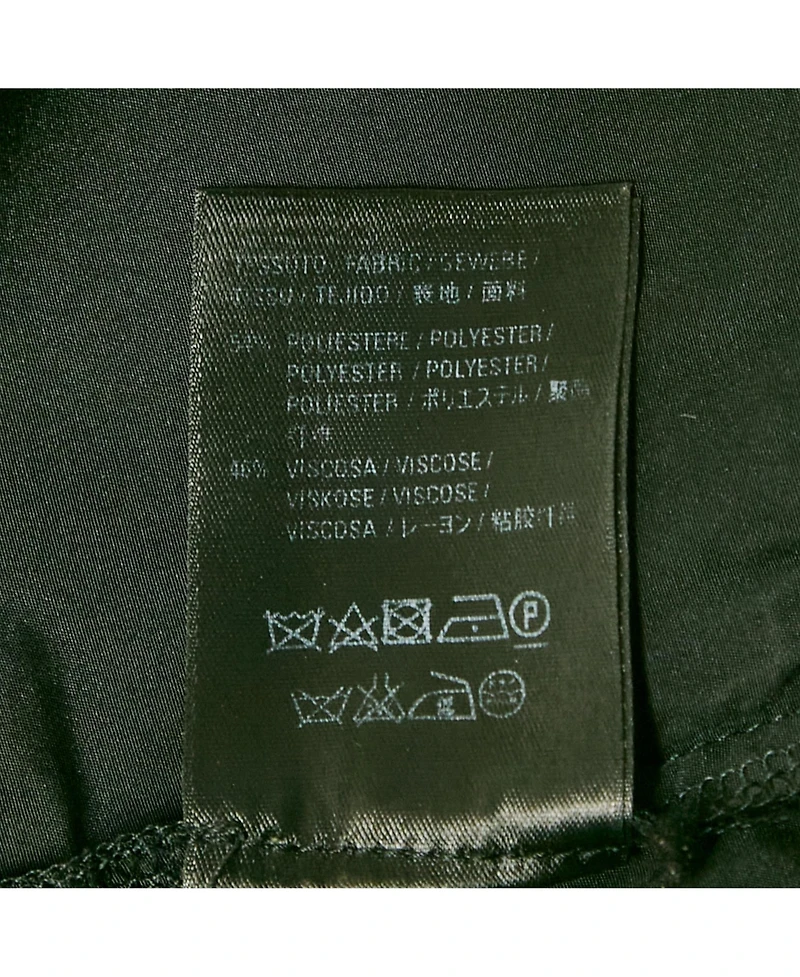 TESSUTO / FABRIC / GEWEBE /
TISSU / TEJIDO / 表地 / 面料
54% POLIESTERE / POLYESTER /
POLYESTER / POLYESTER /
POLIESTER / ポリエステル / 聚酯
纤维
46% VISCOSA / VISCOSE /
VISKOSE / VISCOSE /
VISCOSA / レーヨン / 粘胶纤维
P